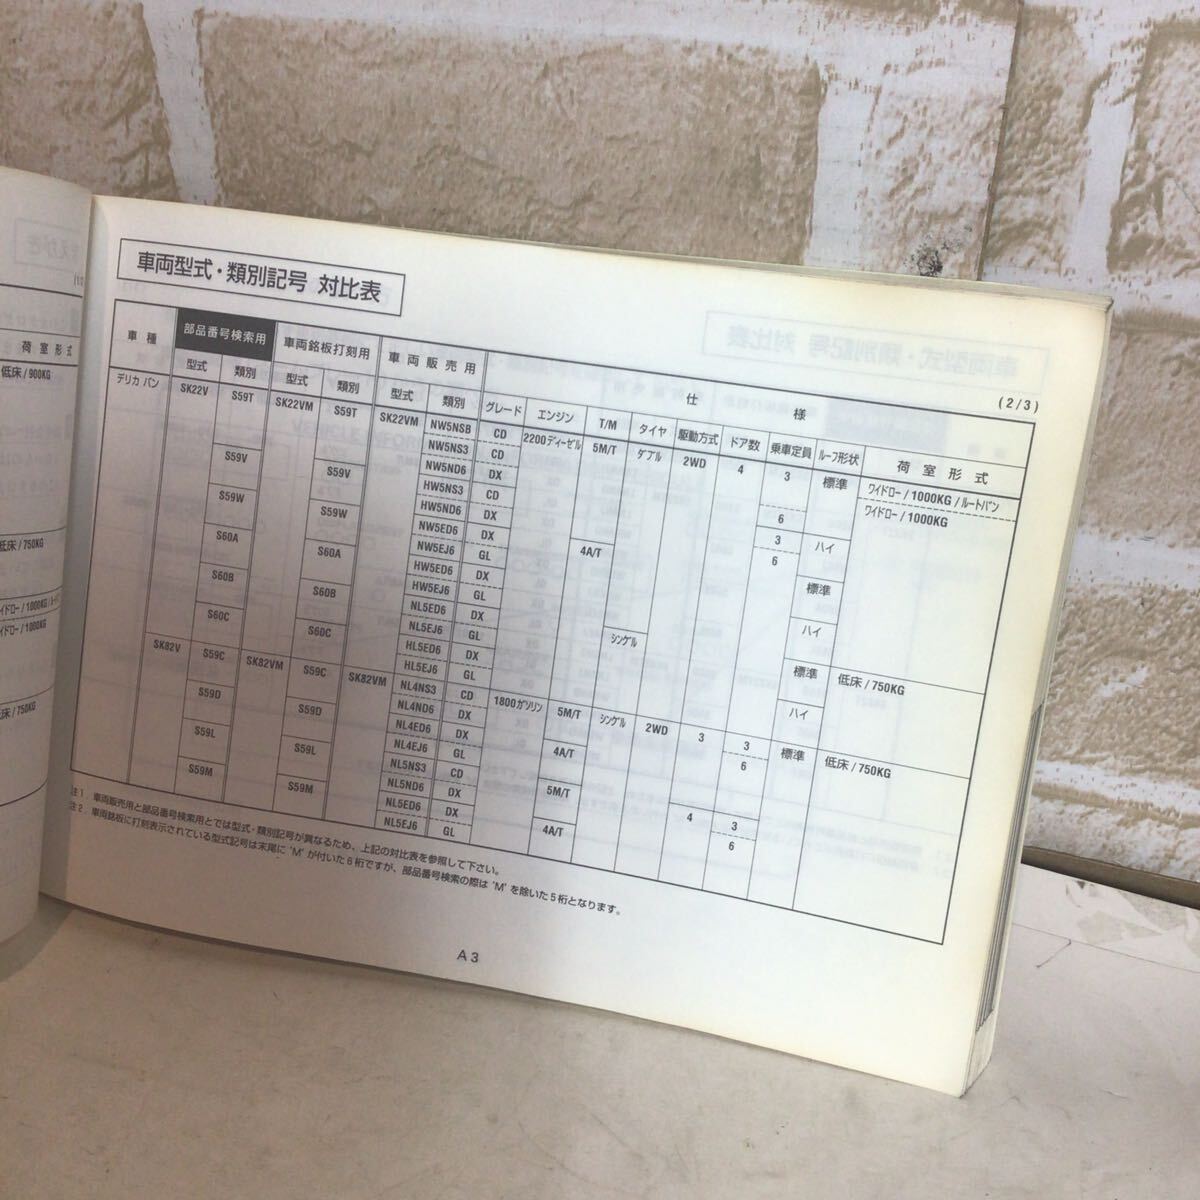 車両型式・類別記号 対比表
(2/3)
車種 部品番号検索用 車両銘板打刻用 車両販売用 仕様
型式 類別 型式 類別 型式 類別 グレード エンジン T/M タイヤ 駆動方式 ドア数 乗車定員 ルーフ形状 荷室形式
デリカ バン SK22V S59T SK22VM S59T SK22VM NW5NSB CD 2200ディーゼル 5M/T ダブル 2WD 4 3 標準 ワイドロー/1000KG/ルートバン
NW5NS3 CD ワイドロー/1000KG
S59V S59V NW5ND6 DX 6
S59W S59W HW5NS3 CD 3 ハイ
HW5ND6 DX 6
S60A S60A NW5ED6 DX 4A/T 標準
NW5EJ6 GL
S60B S60B HW5ED6 DX ハイ
HW5EJ6 GL
S60C S60C NL5ED6 DX シングル 標準 低床/750KG
NL5EJ6 GL
HL5ED6 DX ハイ
HL5EJ6 GL
SK82V S59C SK82VM S59C SK82VM NL4NS3 CD 1800ガソリン 5M/T シングル 2WD 3 3 標準 低床/750KG
S59D S59D NL4ND6 DX 6
NL4ED6 DX 4A/T
NL4EJ6 GL
S59L S59L NL5NS3 CD 5M/T 4 3
NL5ND6 DX 6
S59M S59M NL5ED6 DX 4A/T
NL5EJ6 GL
注1.車両販売用と部品番号検索用とでは型式・類別記号が異なるため、上記の対比表を参照して下さい。
注2.車両銘板に打刻表示されている型式記号は末尾に"M"が付いた6桁ですが、部品番号検索の際は"M"を除いた5桁となります。
A 3
荷室形式
低床/900KG
低床/750KG
低床/750KG